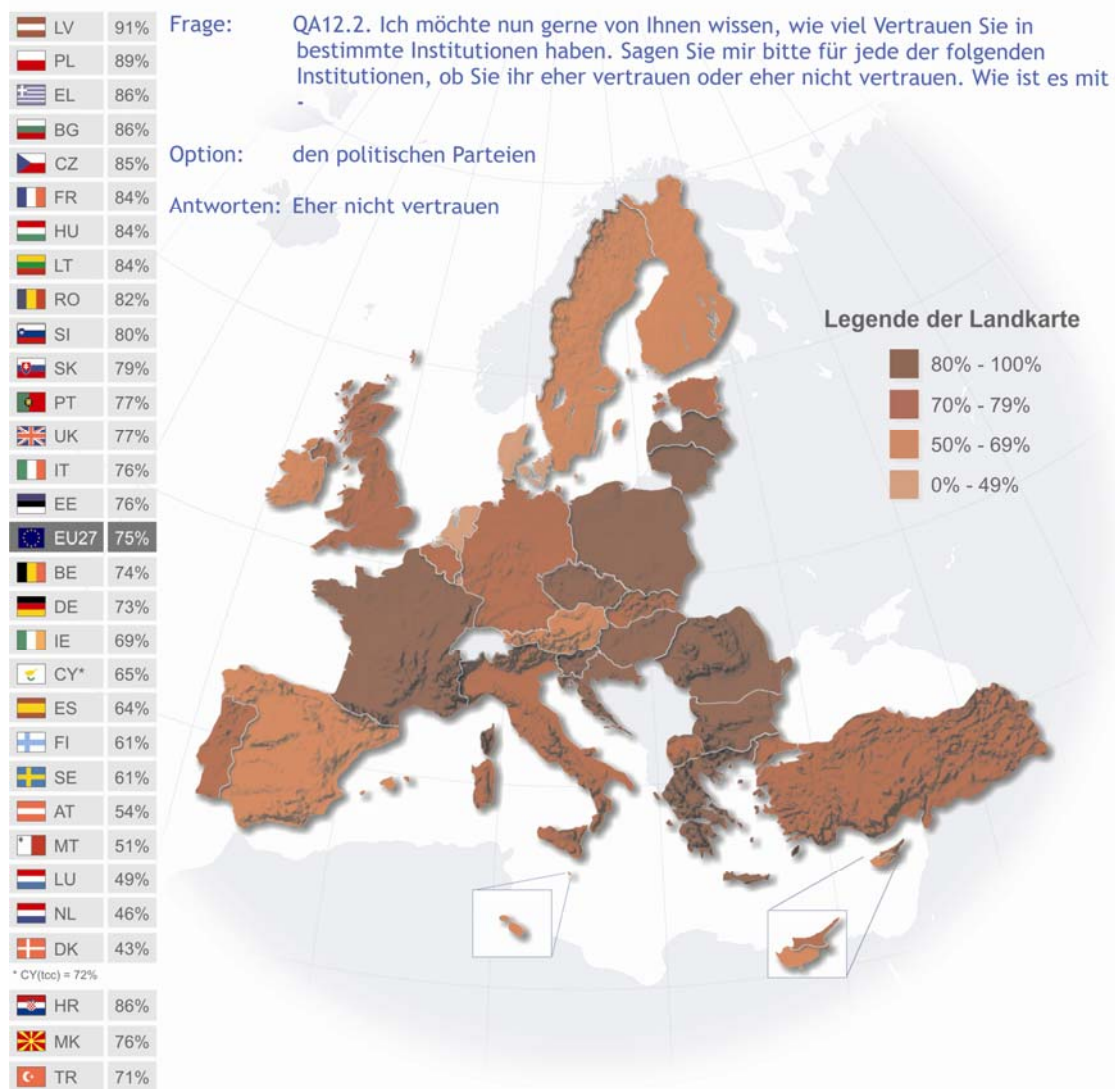 Frage: QA12.2. Ich möchte nun gerne von Ihnen wissen, wie viel Vertrauen Sie in
bestimmte Institutionen haben. Sagen Sie mir bitte für jede der folgenden
Institutionen, ob Sie ihr eher vertrauen oder eher nicht vertrauen. Wie ist es mit
-
Option: den politischen Parteien
Antworten: Eher nicht vertrauen
LV 91%
PL 89%
EL 86%
BG 86%
CZ 85%
FR 84%
HU 84%
LT 84%
RO 82%
SI 80%
SK 79%
PT 77%
UK 77%
IT 76%
EE 76%
EU27 75%
BE 74%
DE 73%
IE 69%
CY* 65%
ES 64%
FI 61%
SE 61%
AT 54%
MT 51%
LU 49%
NL 46%
DK 43%
* CY(tcc) = 72%
HR 86%
MK 76%
TR 71%
Legende der Landkarte
80% - 100%
70% - 79%
50% - 69%
0% - 49%